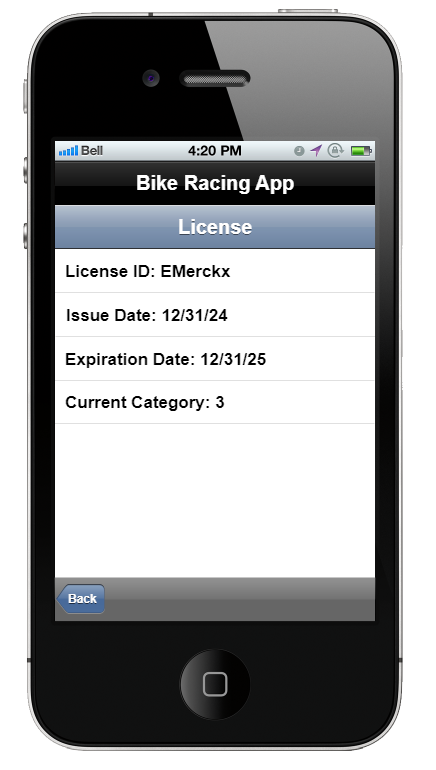 Bell 4:20 PM
Bike Racing App
License
License ID: EMerckx
Issue Date: 12/31/24
Expiration Date: 12/31/25
Current Category: 3
Back